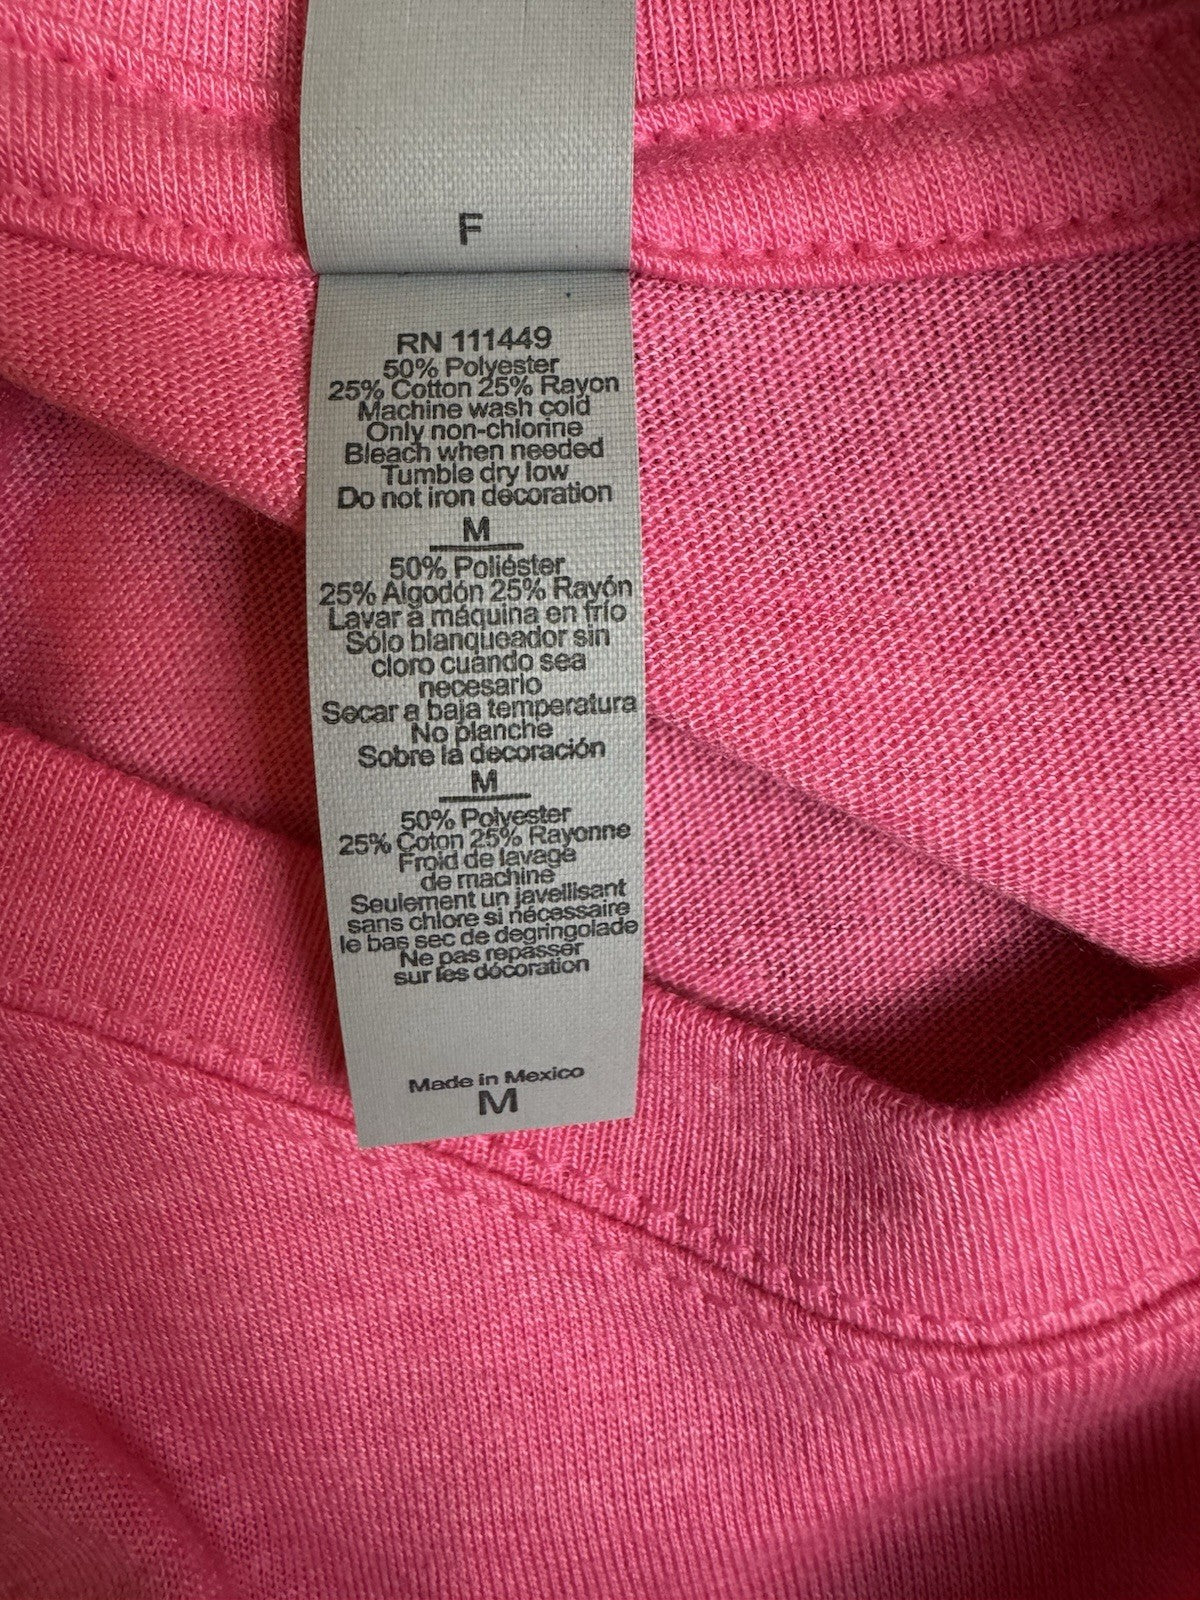 F
RN 111449
50% Polyester
25% Cotton 25% Rayon
Machine wash cold
Only non-chlorine
Bleach when needed
Tumble dry low
Do not iron decoration
M
50% Poliéster
25% Algodón 25% Rayón
Lavar a máquina en frío
Sólo blanqueador sin
cloro cuando sea
necesario
Secar a baja temperatura
No planche
Sobre la decoración
M
50% Polyester
25% Coton 25% Rayonne
Froid de lavage
de machine
Seulement un javellisant
sans chlore si nécessaire
le bas sec de degringolade
Ne pas repasser
sur les décoration
Made in Mexico
M